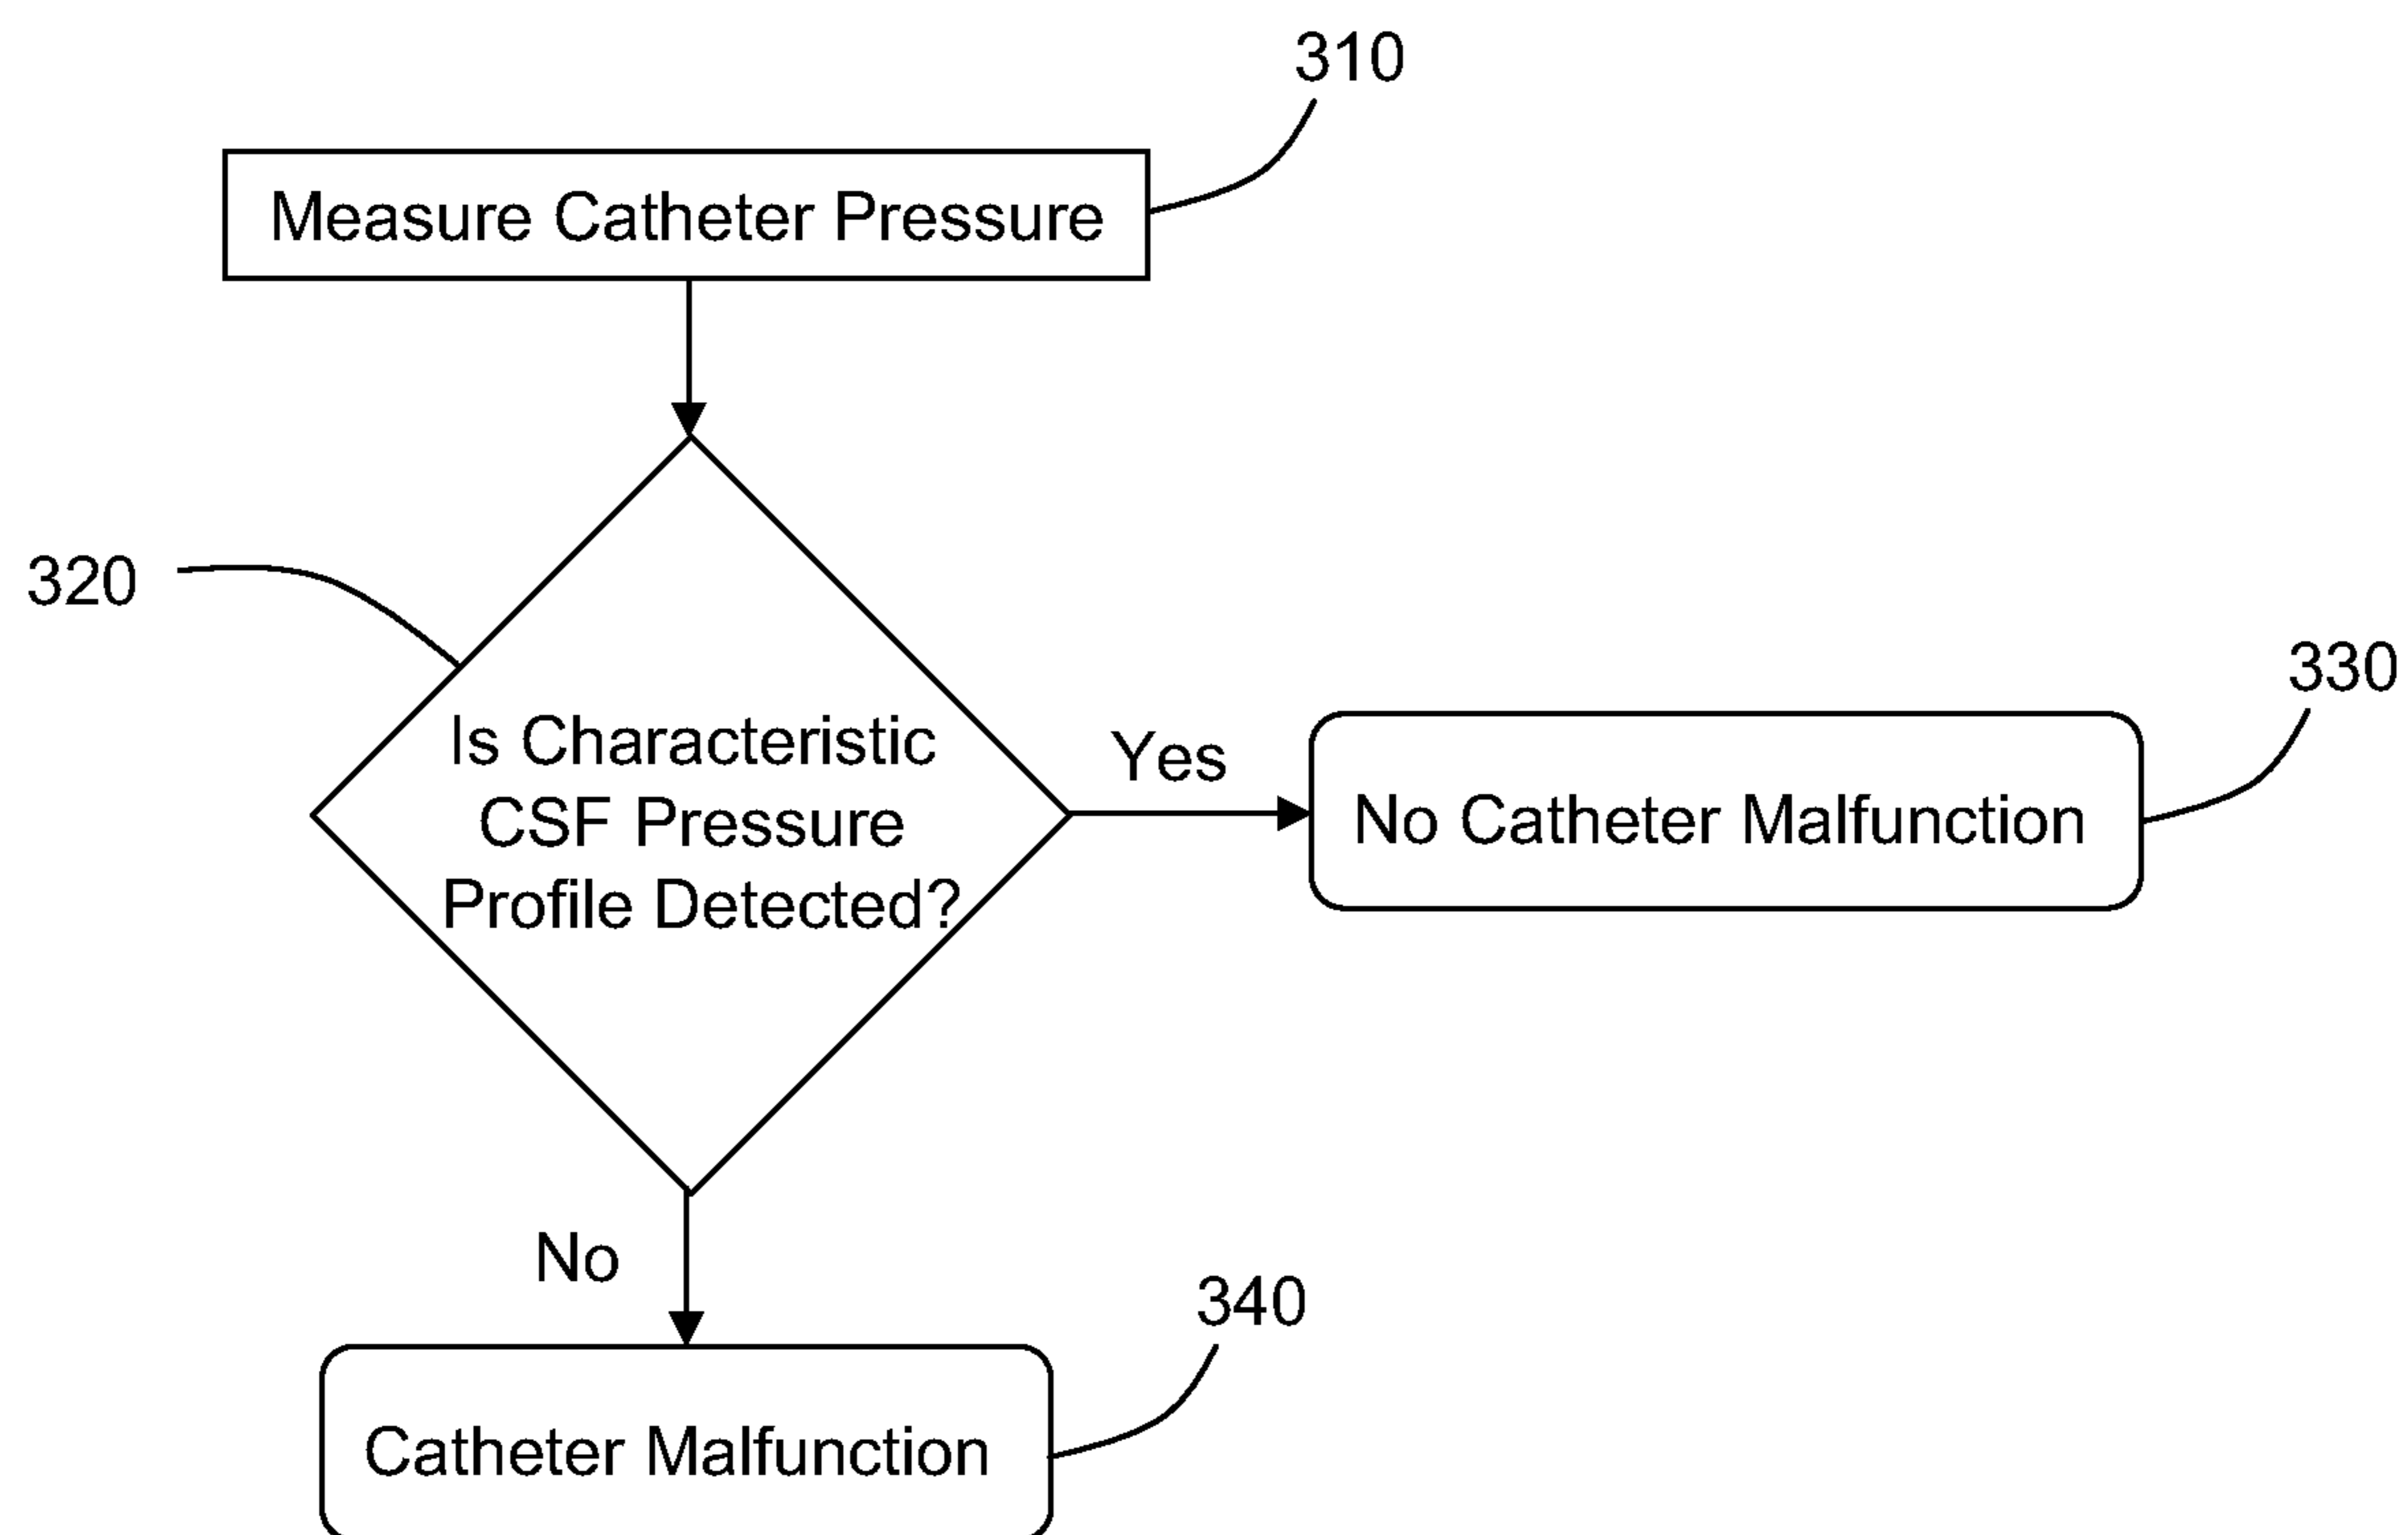 310
Measure Catheter Pressure
320
Is Characteristic
CSF Pressure
Profile Detected?
Yes
330
No Catheter Malfunction
No
340
Catheter Malfunction